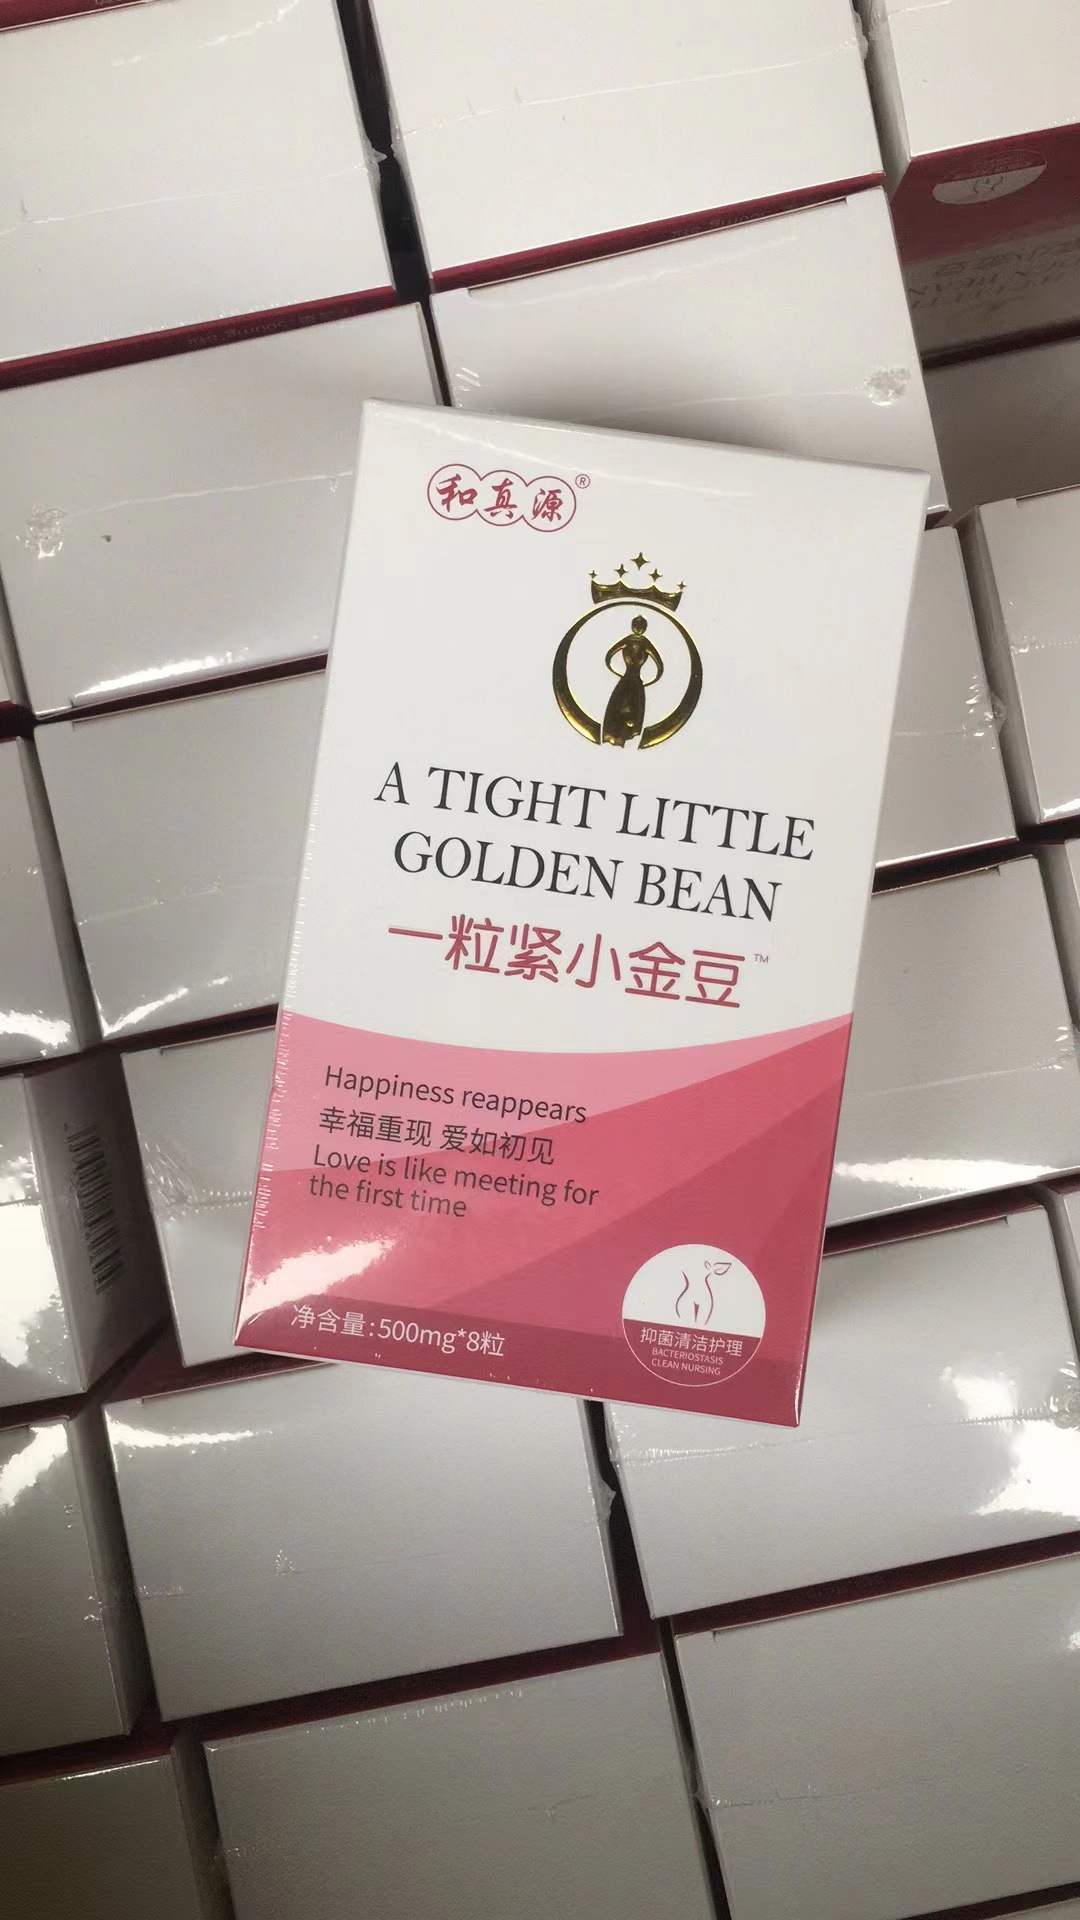 和真源®
A TIGHT LITTLE
GOLDEN BEAN
一粒紧小金豆™
Happiness reappears
幸福重现 爱如初见
Love is like meeting for
the first time
净含量:500mg*8粒
抑菌清洁护理
BACTERIOSTASIS
CLEAN NURSING